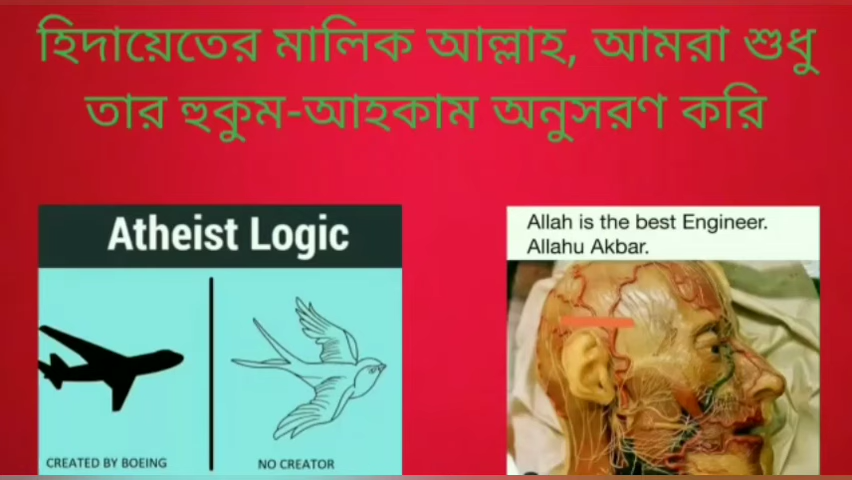 হিদায়েতের মালিক আল্লাহ, আমরা শুধু
তার হুকুম-আহকাম অনুসরণ করি
Atheist Logic
CREATED BY BOEING
NO CREATOR
Allah is the best Engineer.
Allahu Akbar.